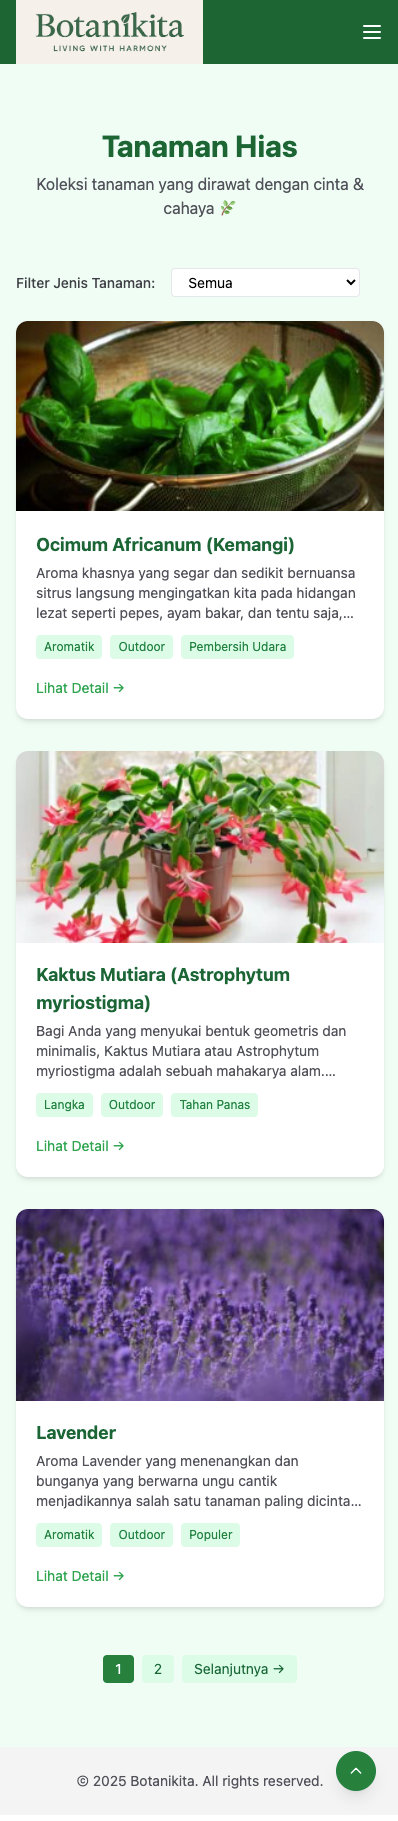 Botanikita
LIVING WITH HARMONY
Tanaman Hias
Koleksi tanaman yang dirawat dengan cinta &
cahaya 🌿
Filter Jenis Tanaman:
Semua
Ocimum Africanum (Kemangi)
Aroma khasnya yang segar dan sedikit bernuansa
sitrus langsung mengingatkan kita pada hidangan
lezat seperti pepes, ayam bakar, dan tentu saja,...
Aromatik Outdoor Pembersih Udara
Lihat Detail →
Kaktus Mutiara (Astrophytum
myriostigma)
Bagi Anda yang menyukai bentuk geometris dan
minimalis, Kaktus Mutiara atau Astrophytum
myriostigma adalah sebuah mahakarya alam....
Langka Outdoor Tahan Panas
Lihat Detail →
Lavender
Aroma Lavender yang menenangkan dan
bunganya yang berwarna ungu cantik
menjadikannya salah satu tanaman paling dicinta...
Aromatik Outdoor Populer
Lihat Detail →
1 2 Selanjutnya →
© 2025 Botanikita. All rights reserved.